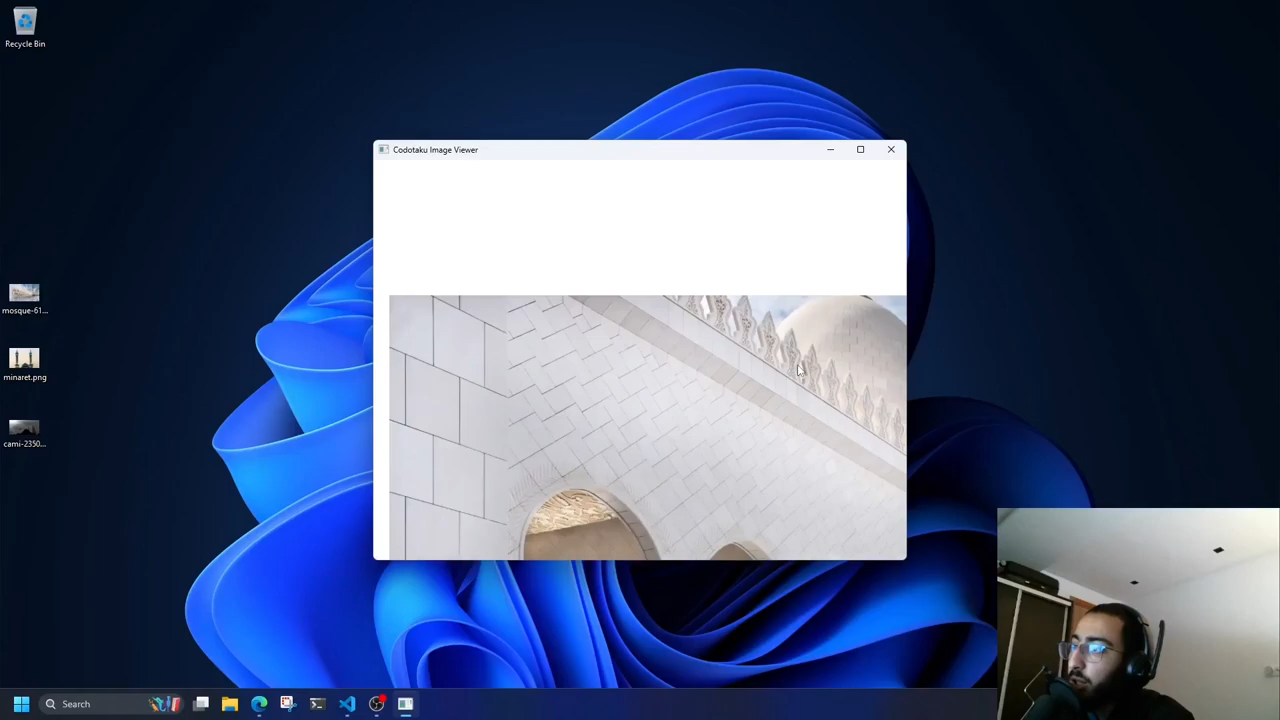 Recycle Bin
Codotaku Image Viewer
mosque-61...
minaret.png
cami-2350...
Search